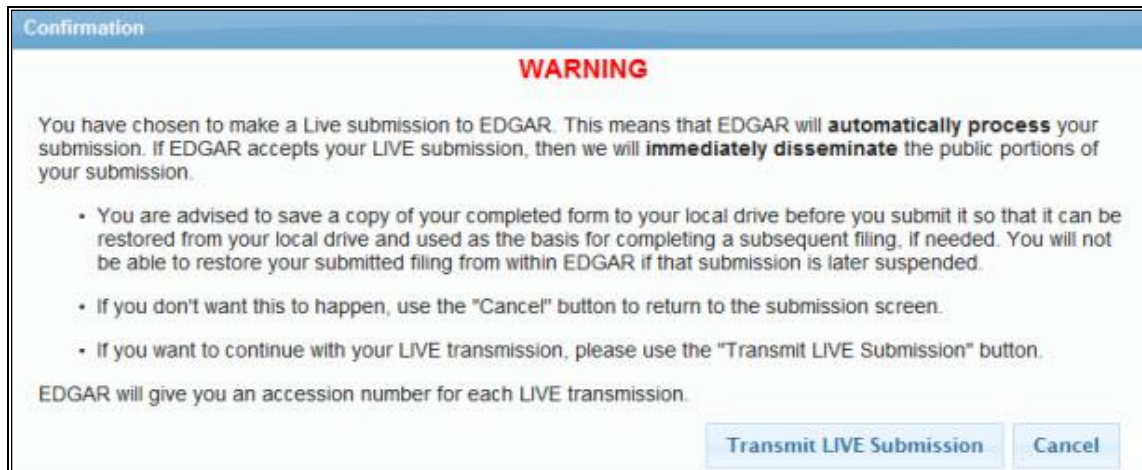 Confirmation
WARNING
You have chosen to make a Live submission to EDGAR. This means that EDGAR will automatically process your
submission. If EDGAR accepts your LIVE submission, then we will immediately disseminate the public portions of
your submission.
• You are advised to save a copy of your completed form to your local drive before you submit it so that it can be
restored from your local drive and used as the basis for completing a subsequent filing, if needed. You will not
be able to restore your submitted filing from within EDGAR if that submission is later suspended.
• If you don't want this to happen, use the "Cancel" button to return to the submission screen.
• If you want to continue with your LIVE transmission, please use the "Transmit LIVE Submission" button.
EDGAR will give you an accession number for each LIVE transmission.
Transmit LIVE Submission Cancel